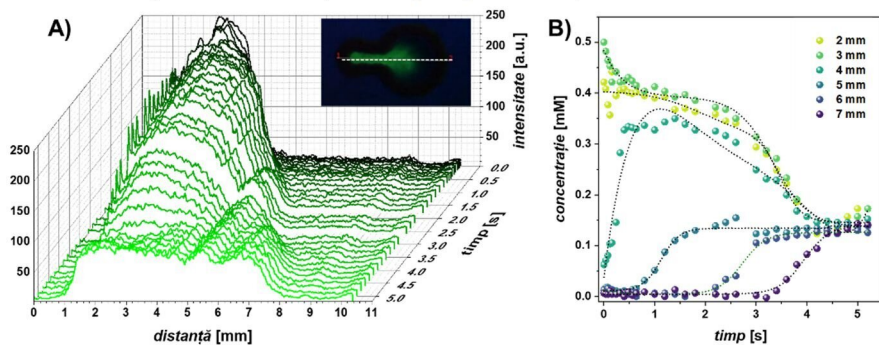 A)
250
200
150
100
50
intensitate [a.u.]
250
200
150
100
50
0 1 2 3 4 5 6 7 8 9 10 11
distanță [mm]
0.0
0.5
1.0
1.5
2.0
2.5
3.0
3.5
4.0
4.5
5.0
timp [s]
B)
0.5
0.4
0.3
0.2
0.1
0.0
concentrație [mM]
2 mm
3 mm
4 mm
5 mm
6 mm
7 mm
0 1 2 3 4 5
timp [s]